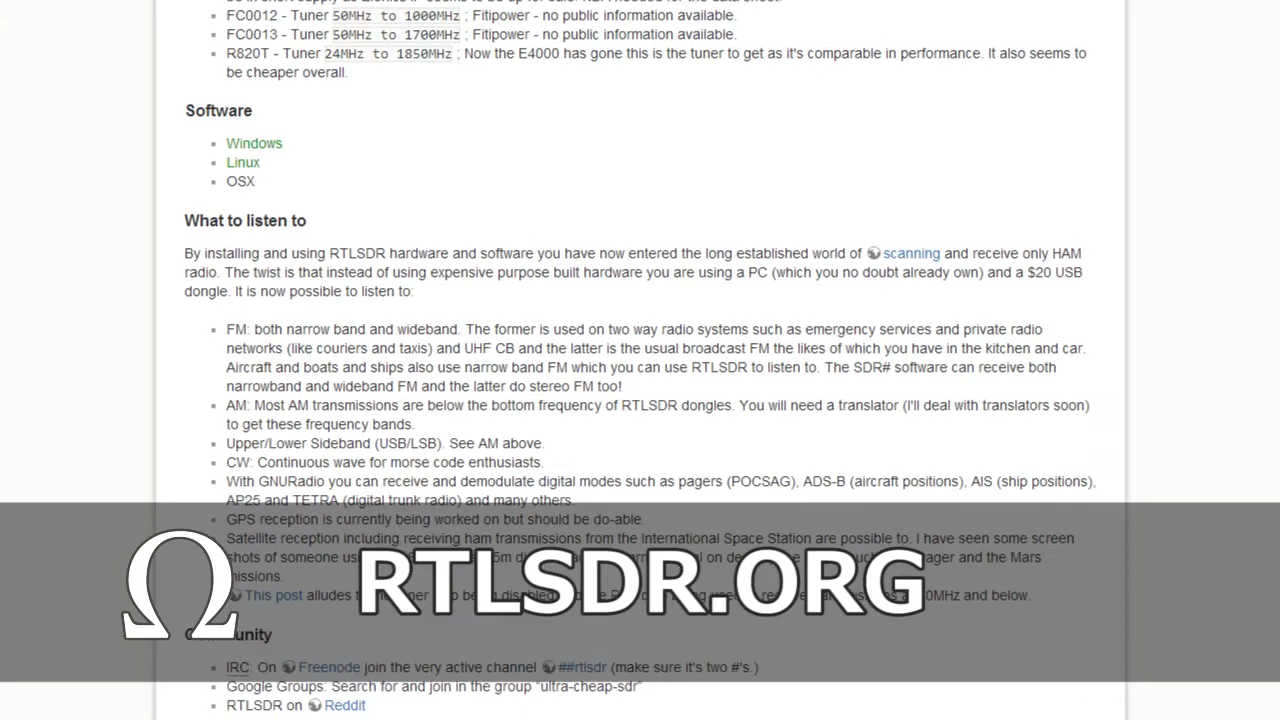 FC0012 - Tuner 50MHz to 1000MHz ; Fitipower - no public information available.
FC0013 - Tuner 50MHz to 1700MHz ; Fitipower - no public information available.
R820T - Tuner 24MHz to 1850MHz ; Now the E4000 has gone this is the tuner to get as it's comparable in performance. It also seems to
be cheaper overall.
Software
Windows
Linux
OSX
What to listen to
By installing and using RTLSDR hardware and software you have now entered the long established world of scanning and receive only HAM
radio. The twist is that instead of using expensive purpose built hardware you are using a PC (which you no doubt already own) and a $20 USB
dongle. It is now possible to listen to:
FM: both narrow band and wideband. The former is used on two way radio systems such as emergency services and private radio
networks (like couriers and taxis) and UHF CB and the latter is the usual broadcast FM the likes of which you have in the kitchen and car.
Aircraft and boats and ships also use narrow band FM which you can use RTLSDR to listen to. The SDR# software can receive both
narrowband and wideband FM and the latter do stereo FM too!
AM: Most AM transmissions are below the bottom frequency of RTLSDR dongles. You will need a translator (I'll deal with translators soon)
to get these frequency bands.
Upper/Lower Sideband (USB/LSB). See AM above.
CW: Continuous wave for morse code enthusiasts.
With GNURadio you can receive and demodulate digital modes such as pagers (POCSAG), ADS-B (aircraft positions), AIS (ship positions),
AP25 and TETRA (digital trunk radio) and many others.
GPS reception is currently being worked on but should be do-able.
Satellite reception including receiving ham transmissions from the International Space Station are possible to. I have seen some screen
shots of someone and the Mars
missions.
This post alludes and below.
Ω RTLSDR.ORG
IRC: On Freenode join the very active channel ##rtlsdr (make sure it's two #'s.)
Google Groups: Search for and join in the group "ultra-cheap-sdr"
RTLSDR on Reddit